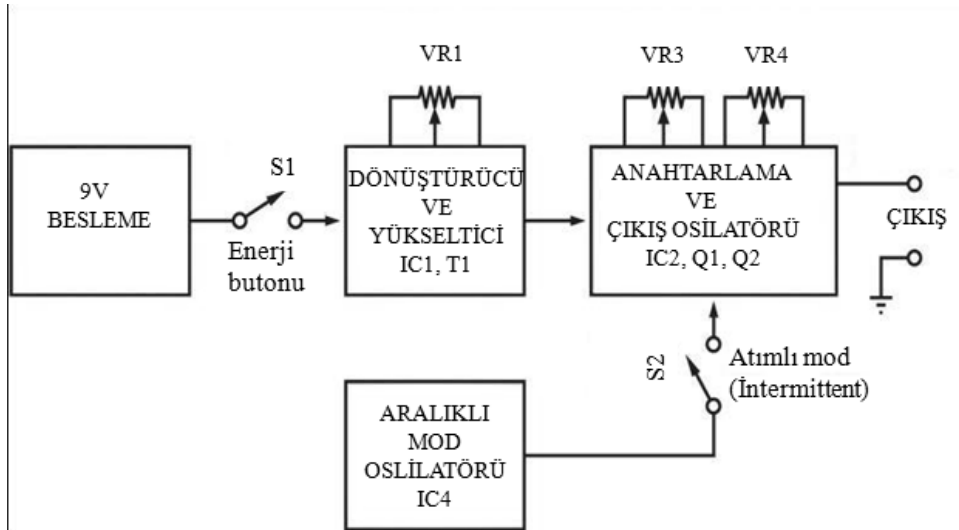 VR1
VR3
VR4
9V
BESLEME
S1
Enerji
butonu
DÖNÜŞTÜRÜCÜ
VE
YÜKSELTİCİ
IC1, T1
ANAHTARLAMA
VE
ÇIKIŞ OSİLATÖRÜ
IC2, Q1, Q2
ÇIKIŞ
S2
Atımlı mod
(İntermittent)
ARALIKLI
MOD
OSLİLATÖRÜ
IC4